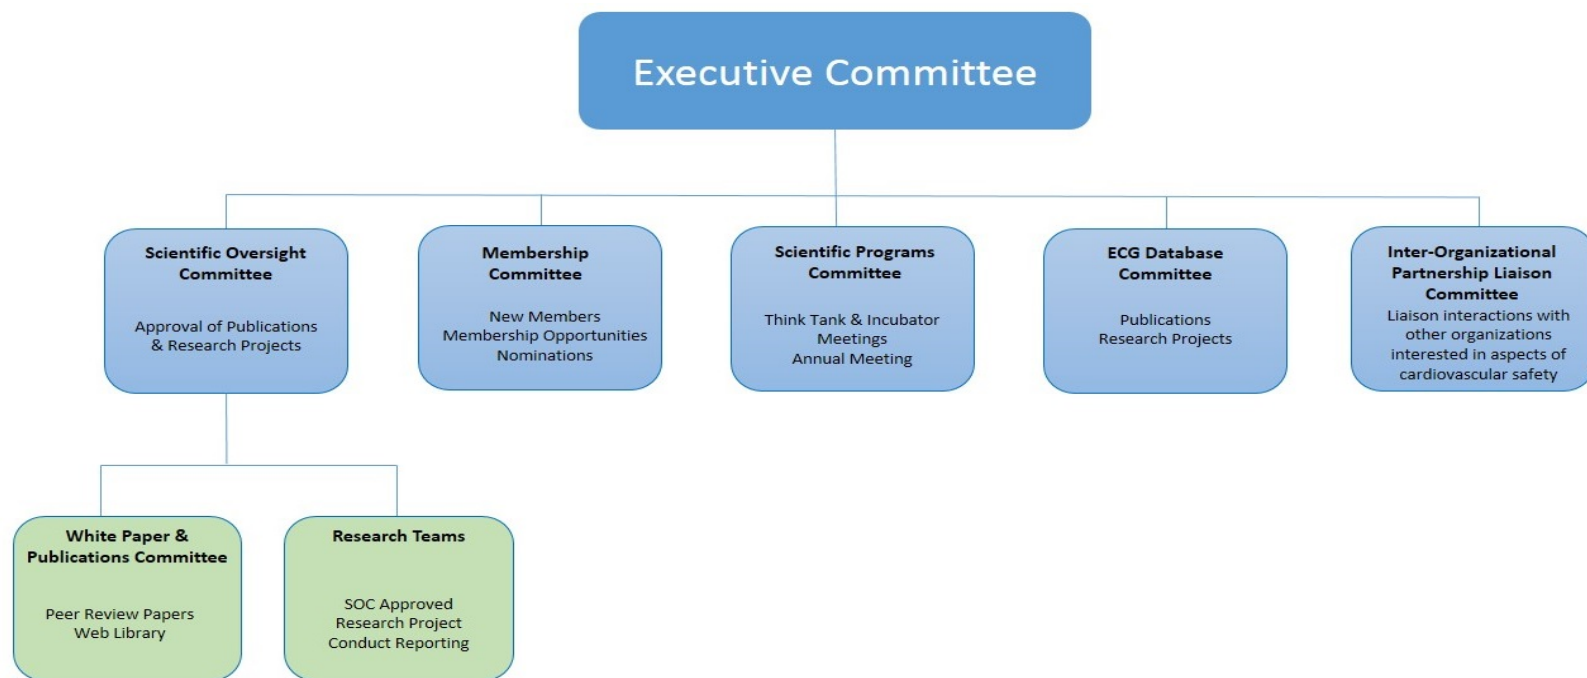 Executive Committee
Scientific Oversight
Committee
Approval of Publications
& Research Projects
Membership
Committee
New Members
Membership Opportunities
Nominations
Scientific Programs
Committee
Think Tank & Incubator
Meetings
Annual Meeting
ECG Database
Committee
Publications
Research Projects
Inter-Organizational
Partnership Liaison
Committee
Liaison interactions with
other organizations
interested in aspects of
cardiovascular safety
White Paper &
Publications Committee
Peer Review Papers
Web Library
Research Teams
SOC Approved
Research Project
Conduct Reporting